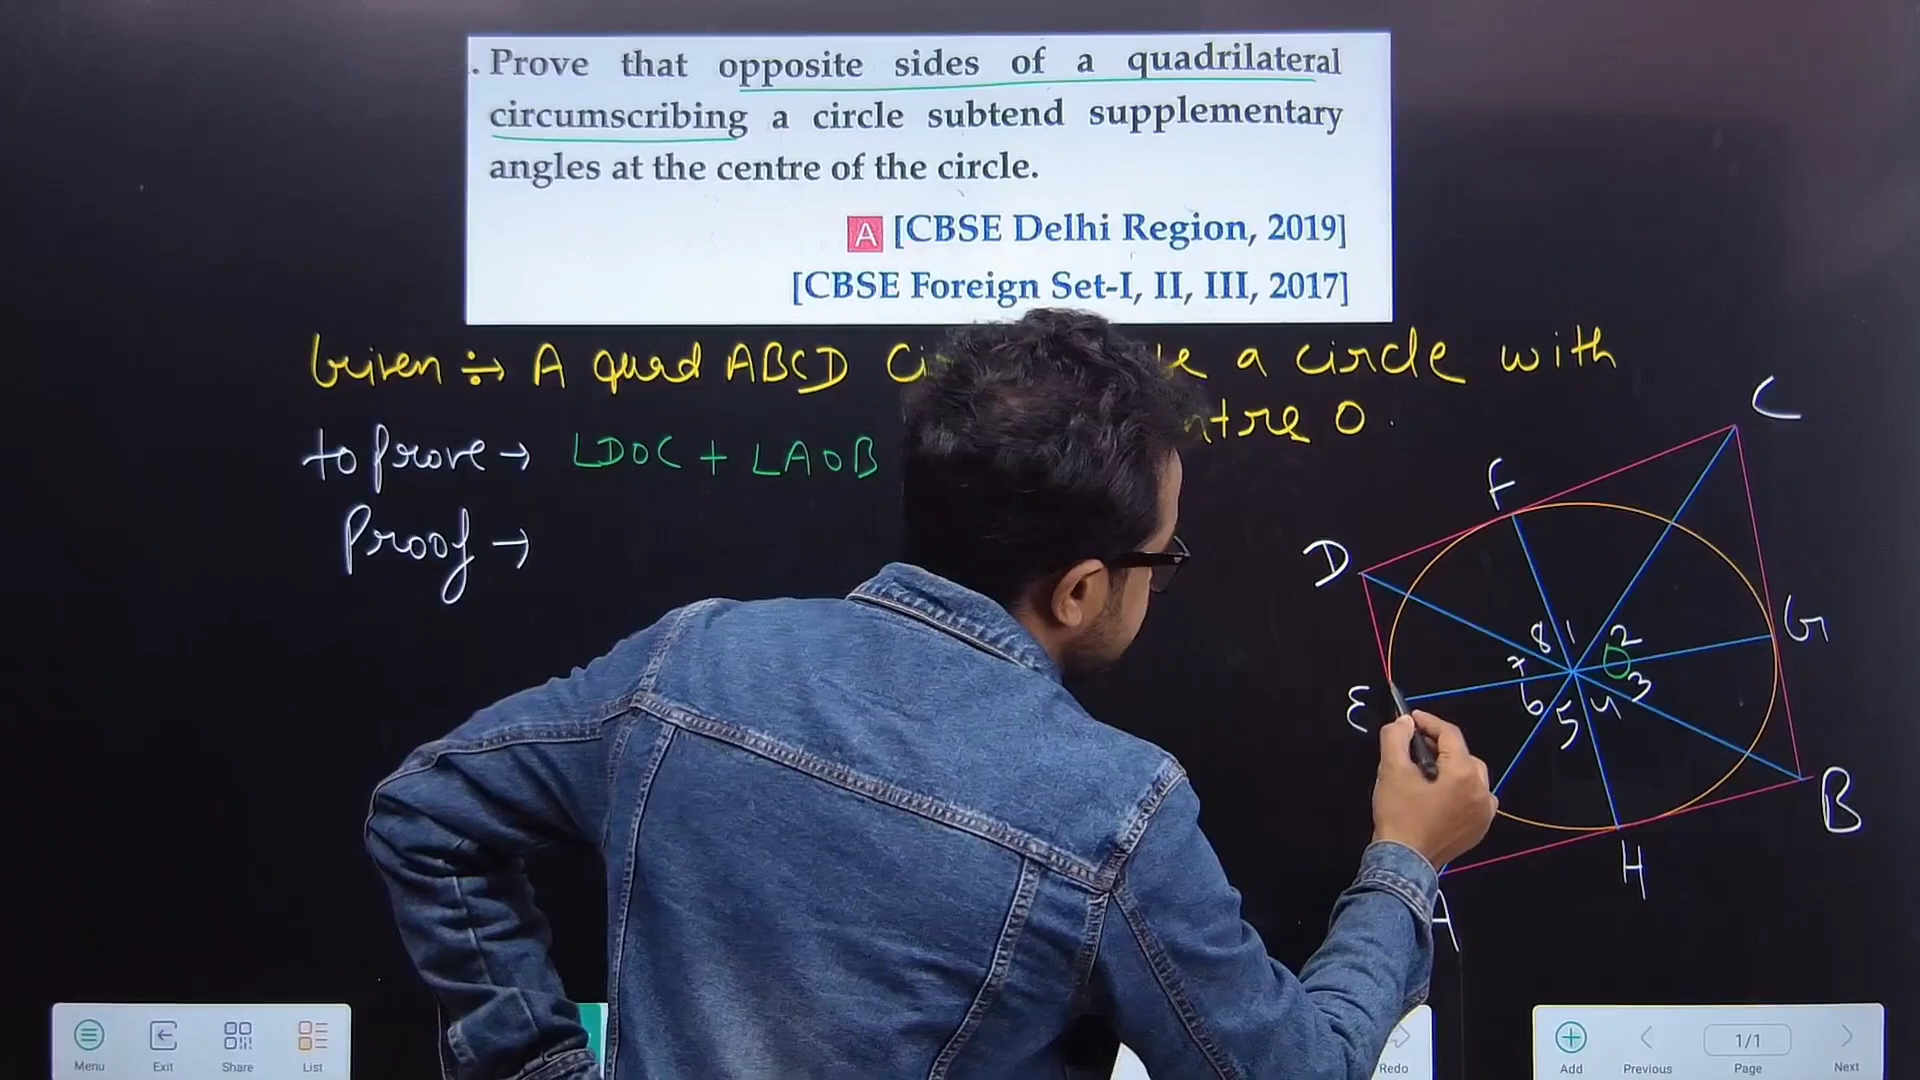 . Prove that opposite sides of a quadrilateral
circumscribing a circle subtend supplementary
angles at the centre of the circle.
A [CBSE Delhi Region, 2019]
[CBSE Foreign Set-I, II, III, 2017]
Given ÷→ A quad ABCD a circle with
O.
to prove → ∠DOC + ∠AOB
Proof →
C
F
D
G
8 1 2
7 O
6 5 4 3
E
B
H
A
Menu Exit Share List Redo Add Previous 1/1 Page Next